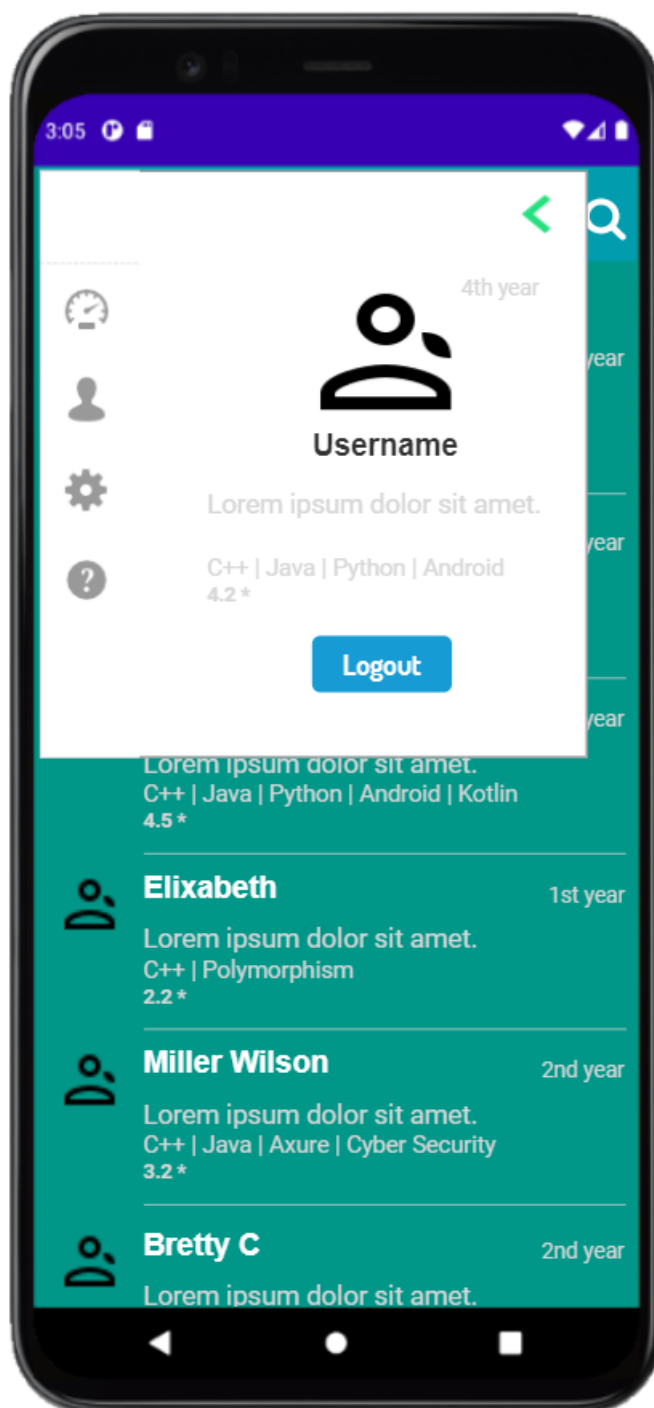 3:05
4th year
Username
Lorem ipsum dolor sit amet.
C++ | Java | Python | Android
4.2 *
Logout
year
year
year
Lorem ipsum dolor sit amet.
C++ | Java | Python | Android | Kotlin
4.5 *
Elixabeth
1st year
Lorem ipsum dolor sit amet.
C++ | Polymorphism
2.2 *
Miller Wilson
2nd year
Lorem ipsum dolor sit amet.
C++ | Java | Axure | Cyber Security
3.2 *
Bretty C
2nd year
Lorem ipsum dolor sit amet.